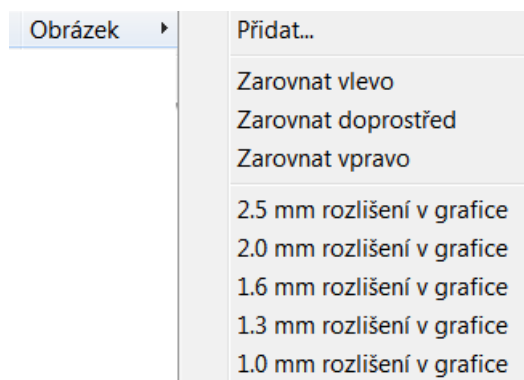 Obrázek
Přidat...
Zarovnat vlevo
Zarovnat doprostřed
Zarovnat vpravo
2.5 mm rozlišení v grafice
2.0 mm rozlišení v grafice
1.6 mm rozlišení v grafice
1.3 mm rozlišení v grafice
1.0 mm rozlišení v grafice